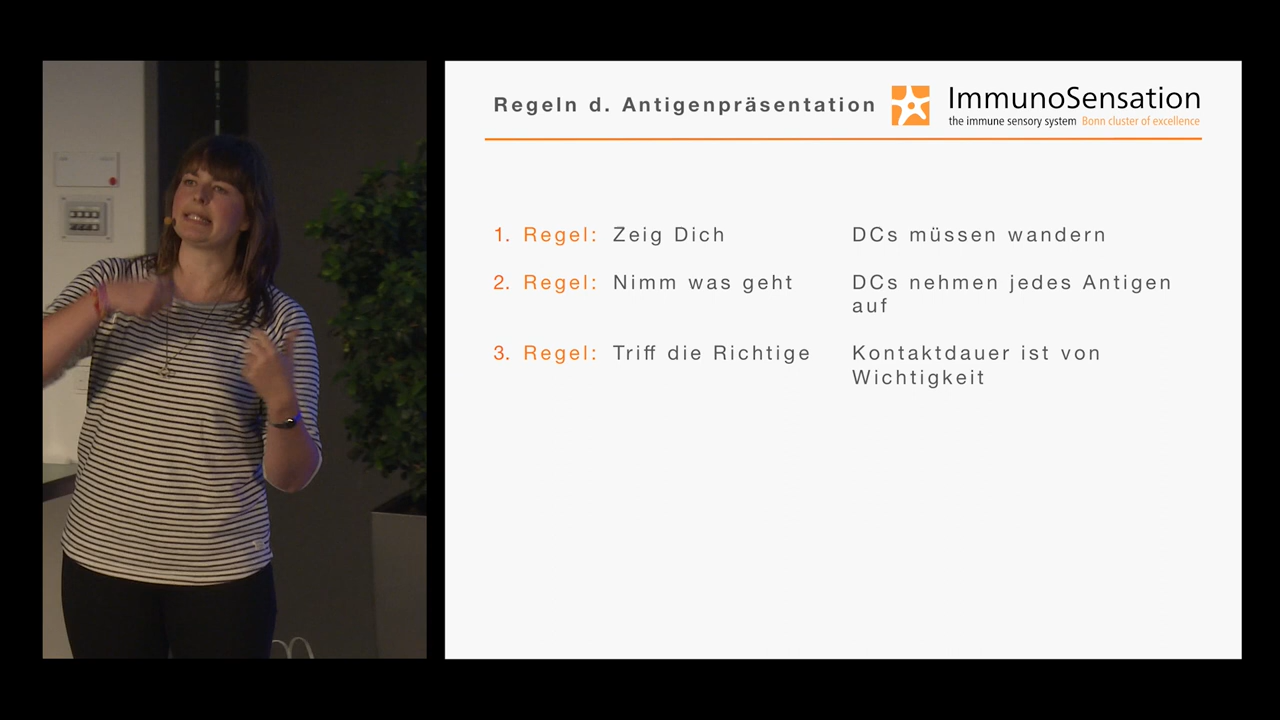 Regeln d. Antigenpräsentation
ImmunoSensation
the immune sensory system Bonn cluster of excellence
1. Regel: Zeig Dich DCs müssen wandern
2. Regel: Nimm was geht DCs nehmen jedes Antigen
auf
3. Regel: Triff die Richtige Kontaktdauer ist von
Wichtigkeit